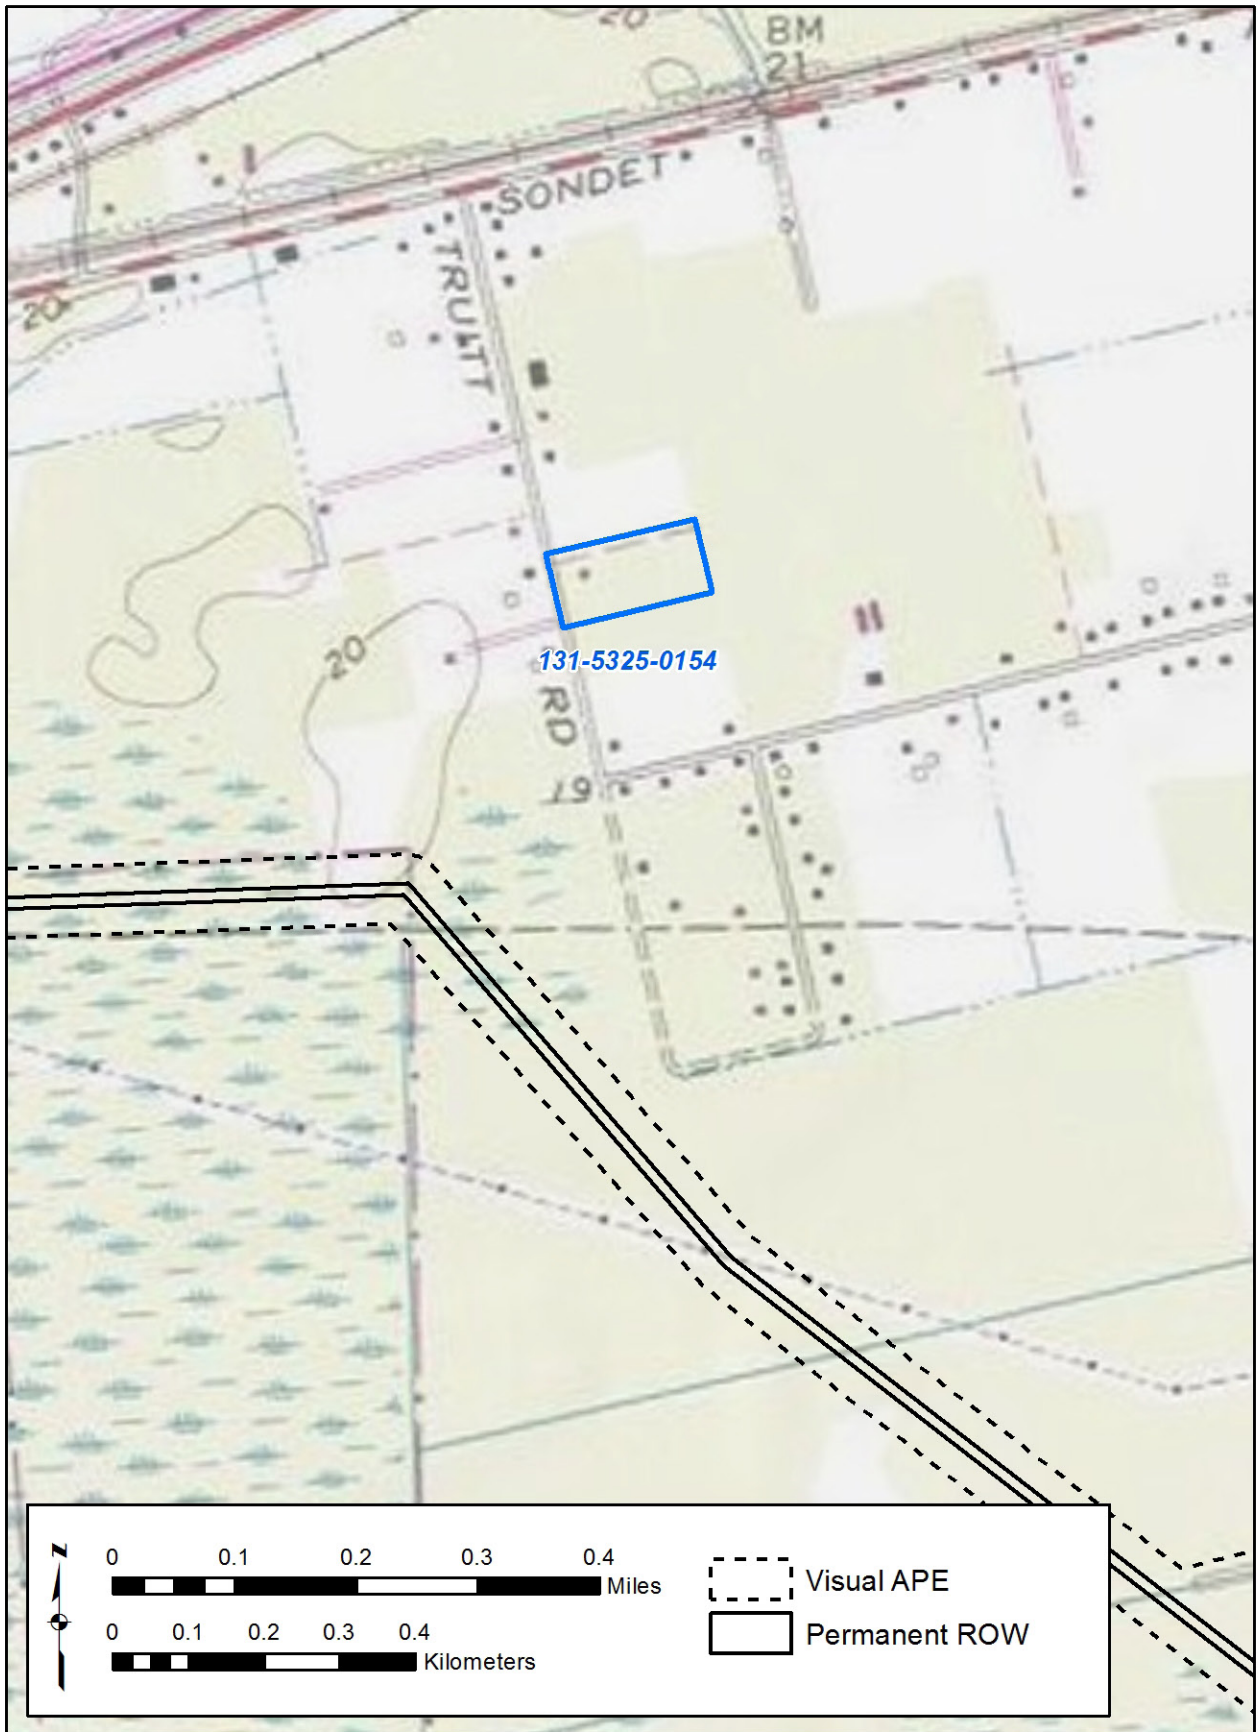 20
BM
21
SONDET
TRUITT
20
131-5325-0154
20
RD
19
N
0 0.1 0.2 0.3 0.4
Miles
0 0.1 0.2 0.3 0.4
Kilometers
Visual APE
Permanent ROW